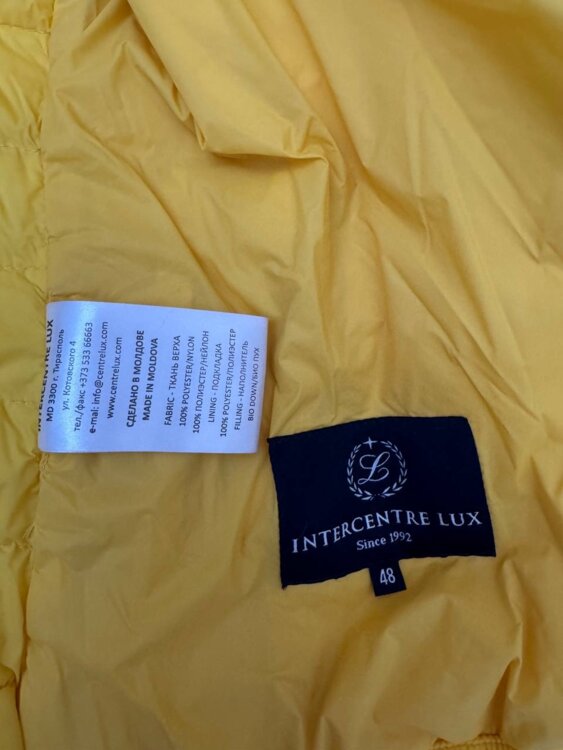 INTERCENTRE LUX
MD 3300 г. Тирасполь
ул. Котовского 4
тел./факс +373 533 66663
e-mai: info@centrelux.com
www.centrelux.com
СДЕЛАНО В МОЛДОВЕ
MADE IN MOLDOVA
FABRIC - ТКАНЬ ВЕРХА
100% POLYESTER/NYLON
100% ПОЛИЭСТЕР/НЕЙЛОН
LINING - ПОДКЛАДКА
100% POLYESTER/ПОЛИЭСТЕР
FILLING - НАПОЛНИТЕЛЬ
BIO DOWN/БИО ПУХ
L
INTERCENTRE LUX
Since 1992
48